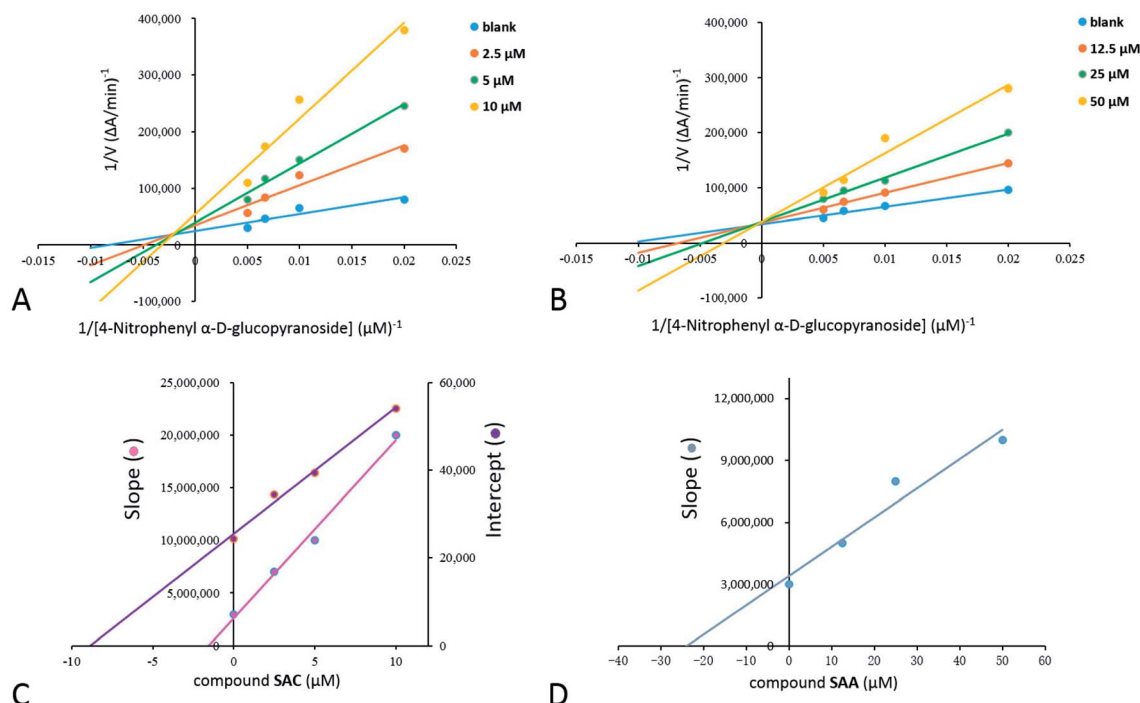 400,000
300,000
200,000
100,000
0
-100,000
-0.015
-0.01
-0.005
0
0.005
0.01
0.015
0.02
0.025
1/V (ΔA/min)⁻¹
blank
2.5 μM
5 μM
10 μM
A
1/[4-Nitrophenyl α-D-glucopyranoside] (μM)⁻¹
400,000
300,000
200,000
100,000
0
-100,000
-0.015
-0.01
-0.005
0
0.005
0.01
0.015
0.02
0.025
1/V (ΔA/min)⁻¹
blank
12.5 μM
25 μM
50 μM
B
1/[4-Nitrophenyl α-D-glucopyranoside] (μM)⁻¹
25,000,000
20,000,000
15,000,000
10,000,000
5,000,000
0
60,000
40,000
20,000
0
Slope ( )
Intercept ( )
-10
-5
0
5
10
compound SAC (μM)
C
12,000,000
9,000,000
6,000,000
3,000,000
0
Slope ( )
-40
-30
-20
-10
0
10
20
30
40
50
60
compound SAA (μM)
D